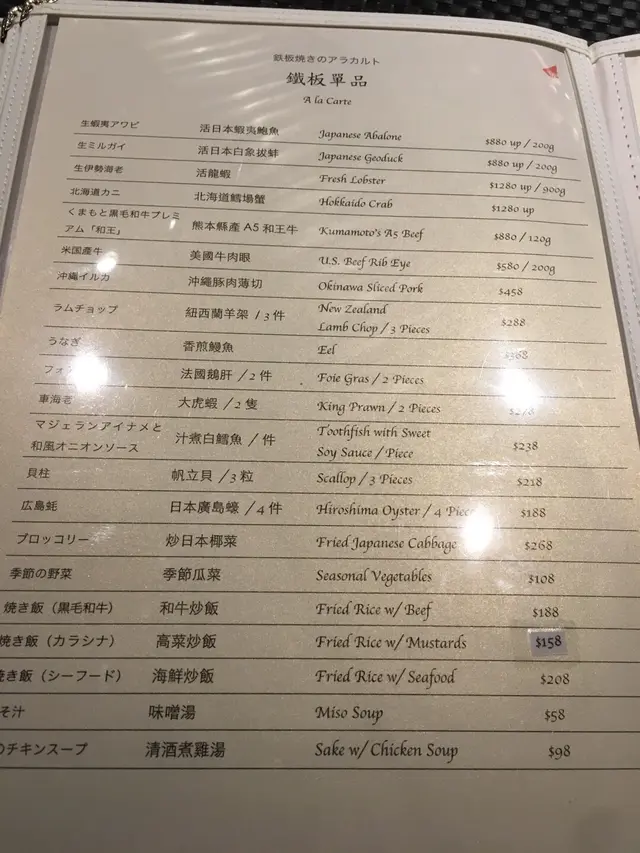 鉄板焼きのアラカルト
鐵板單品
A la Carte
生蝦夷アワビ 活日本蝦夷鮑魚 Japanese Abalone $880 up / 200g
生ミルガイ 活日本白象拔蚌 Japanese Geoduck $880 up / 200g
生伊勢海老 活龍蝦 Fresh Lobster $1280 up / 900g
北海道カニ 北海道鱈場蟹 Hokkaido Crab $1280 up
くまもと黒毛和牛プレミ
アム「和王」 熊本縣產 A5 和王牛 Kumamoto's A5 Beef $880 / 120g
米国産牛 美國牛肉眼 U.S. Beef Rib Eye $580 / 200g
沖縄イルカ 沖繩豚肉薄切 Okinawa Sliced Pork $458
ラムチョップ 紐西蘭羊架 / 3 件 New Zealand
Lamb Chop / 3 Pieces $288
うなぎ 香煎鰻魚 Eel
フォ 法國鵝肝 / 2 件 Foie Gras / 2 Pieces
車海老 大虎蝦 / 2 隻 King Prawn / 2 Pieces
マジェランアイナメと
和風オニオンソース 汁煮白鱈魚 / 件 Toothfish with Sweet
Soy Sauce / Piece $238
貝柱 帆立貝 / 3 粒 Scallop / 3 Pieces $218
広島蚝 日本廣島蠔 / 4 件 Hiroshima Oyster / 4 Piec $188
ブロッコリー 炒日本椰菜 Fried Japanese Cabbage $268
季節の野菜 季節瓜菜 Seasonal Vegetables $108
焼き飯（黒毛和牛） 和牛炒飯 Fried Rice w/ Beef $188
焼き飯（カラシナ） 高菜炒飯 Fried Rice w/ Mustards $158
焼き飯（シーフード） 海鮮炒飯 Fried Rice w/ Seafood $208
そ汁 味噌湯 Miso Soup $58
のチキンスープ 清酒煮雞湯 Sake w/ Chicken Soup $98